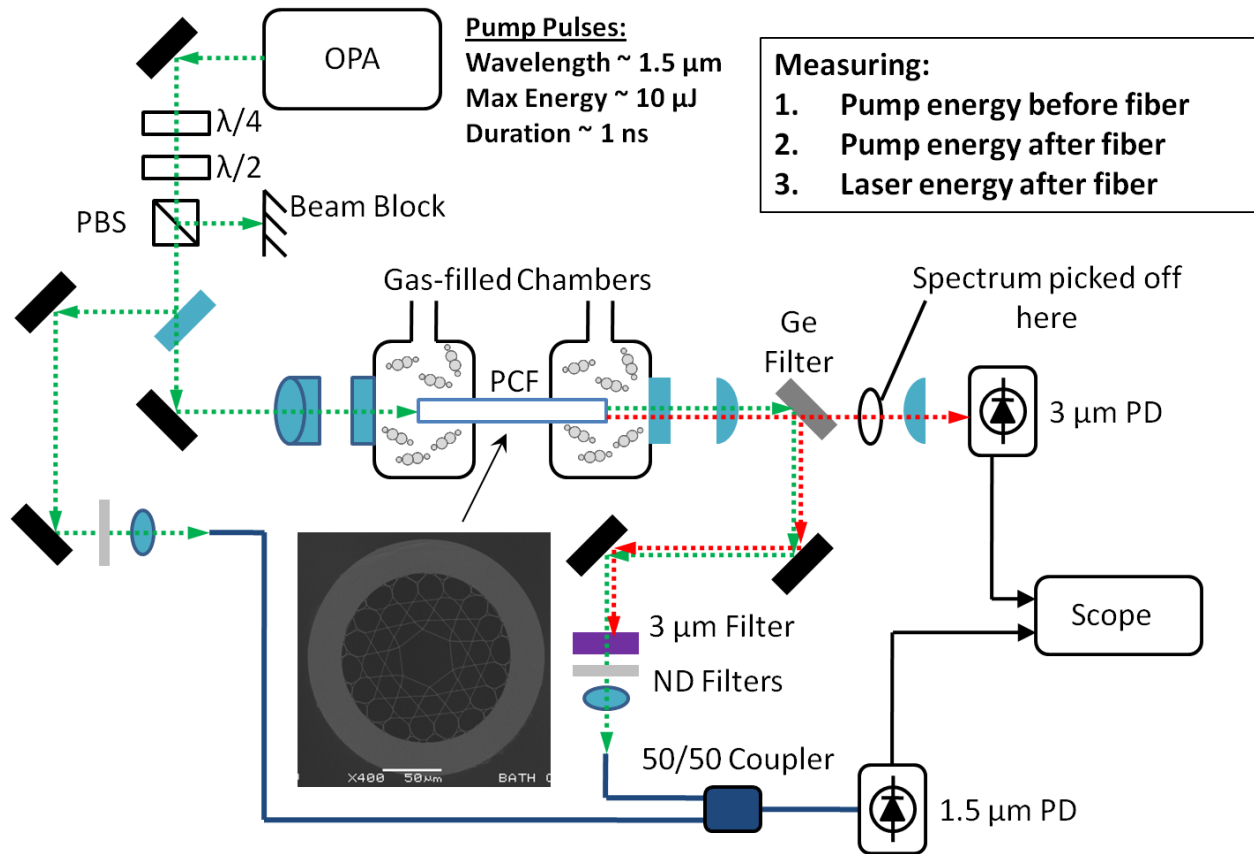 OPA
Pump Pulses:
Wavelength ~ 1.5 µm
Max Energy ~ 10 µJ
Duration ~ 1 ns
Measuring:
1. Pump energy before fiber
2. Pump energy after fiber
3. Laser energy after fiber
λ/4
λ/2
PBS
Beam Block
Gas-filled Chambers
Spectrum picked off
here
Ge
Filter
PCF
3 µm PD
Scope
3 µm Filter
ND Filters
X400 50µm BATH
50/50 Coupler
1.5 µm PD